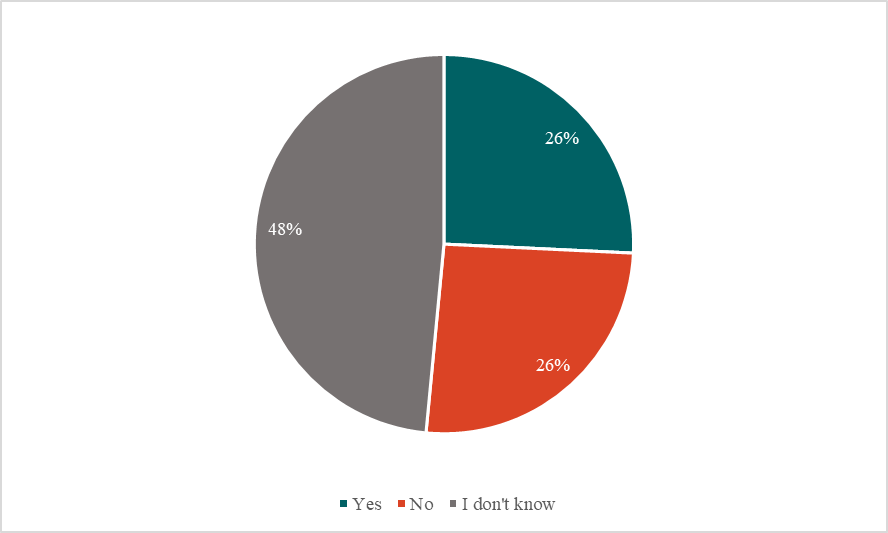 26%
48%
26%
Yes No I don't know